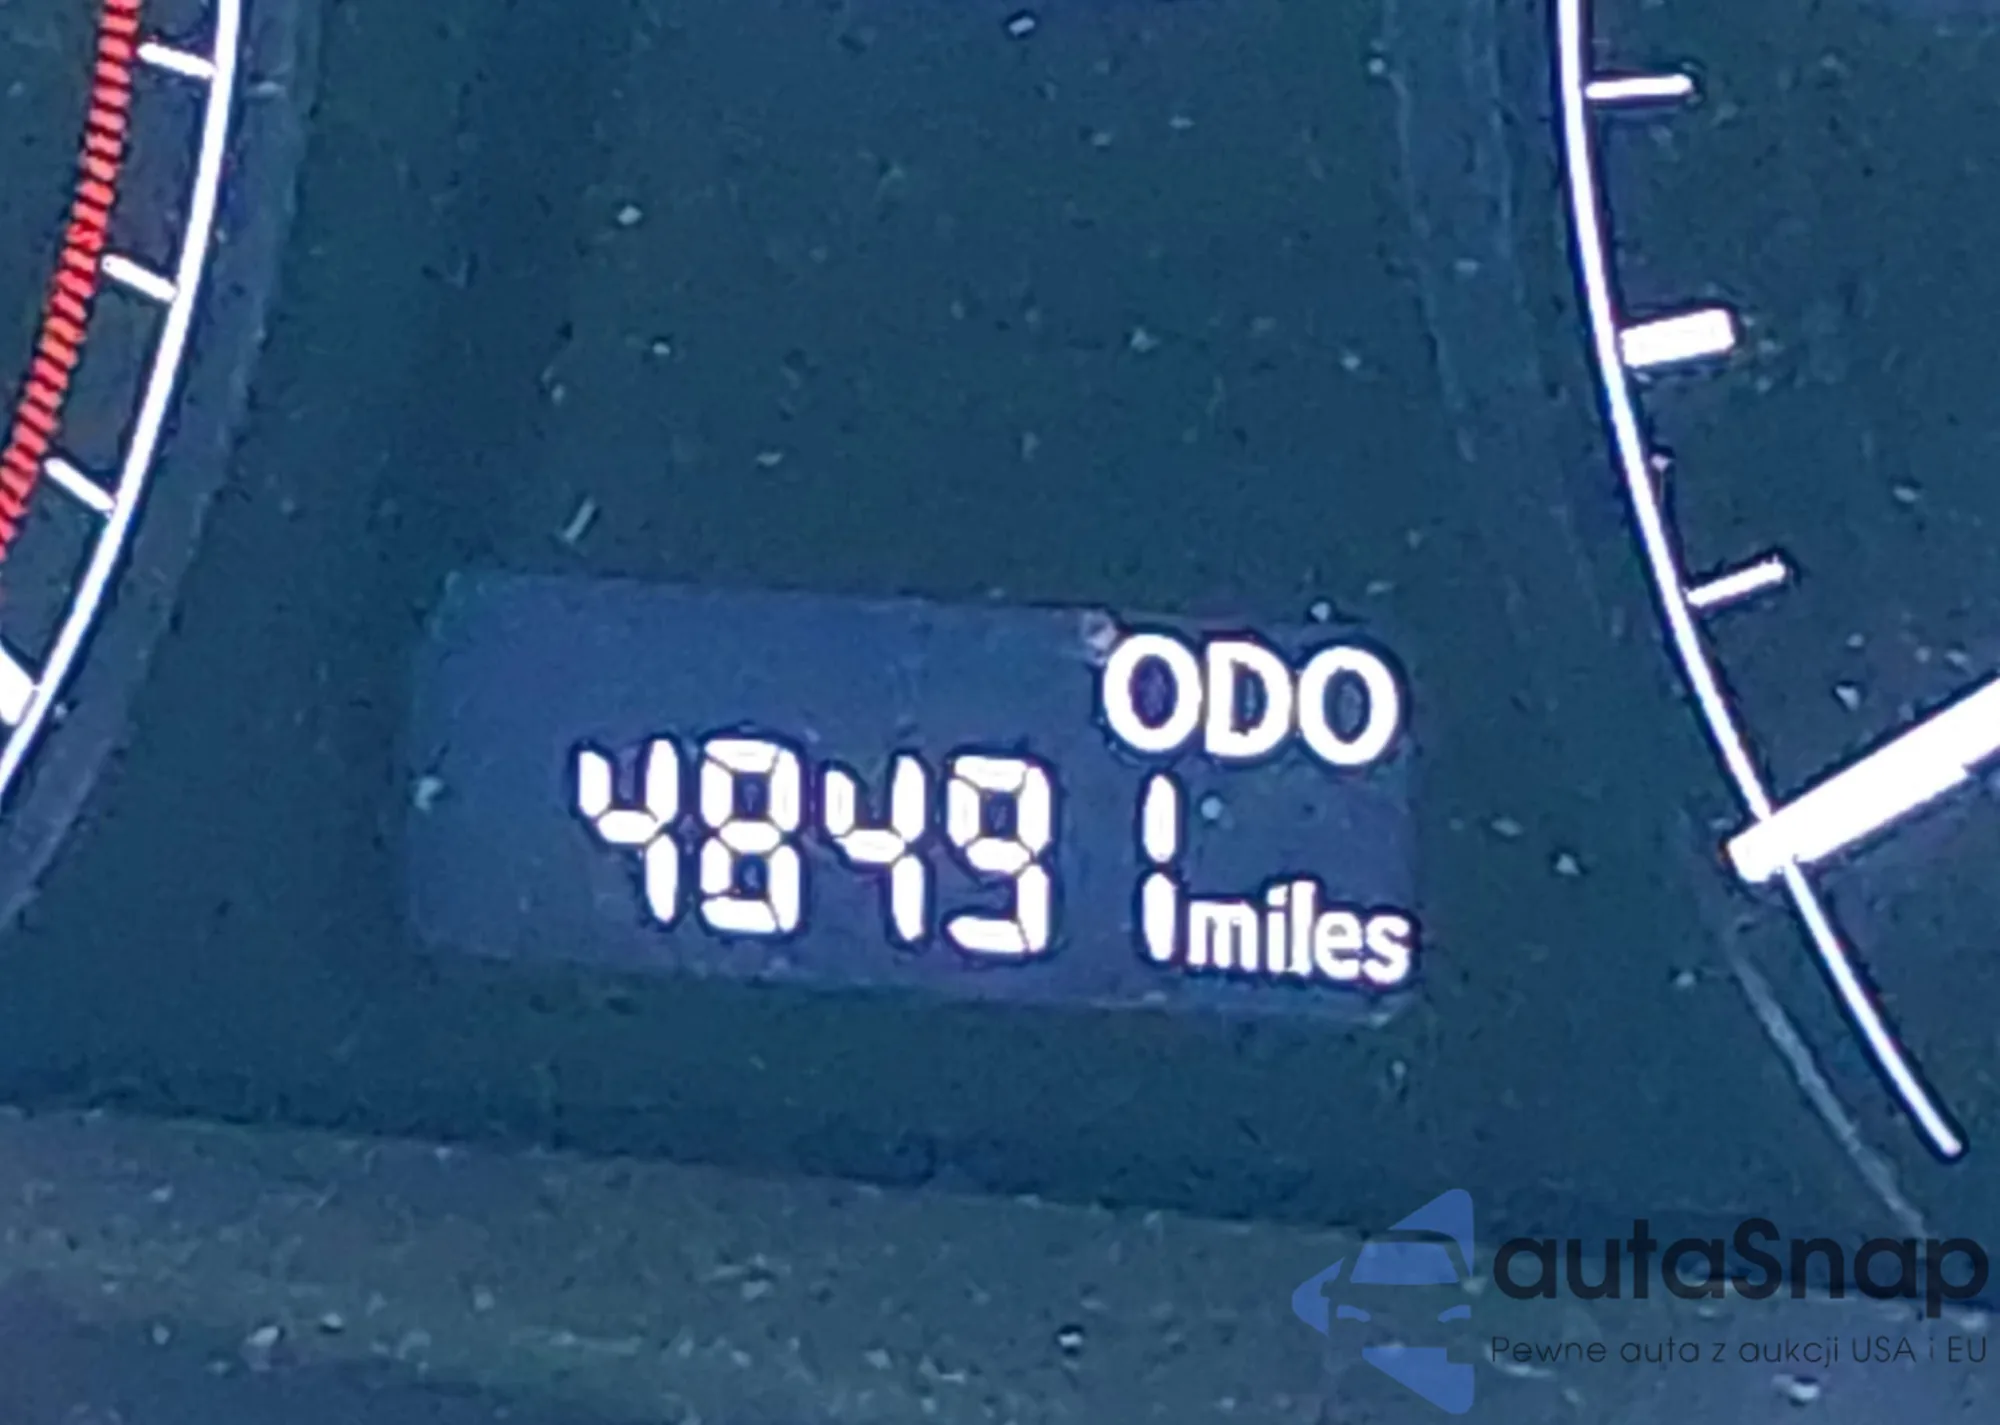 ODO
48491 miles
autaSnap
Pewne auta z aukcji USA i EU